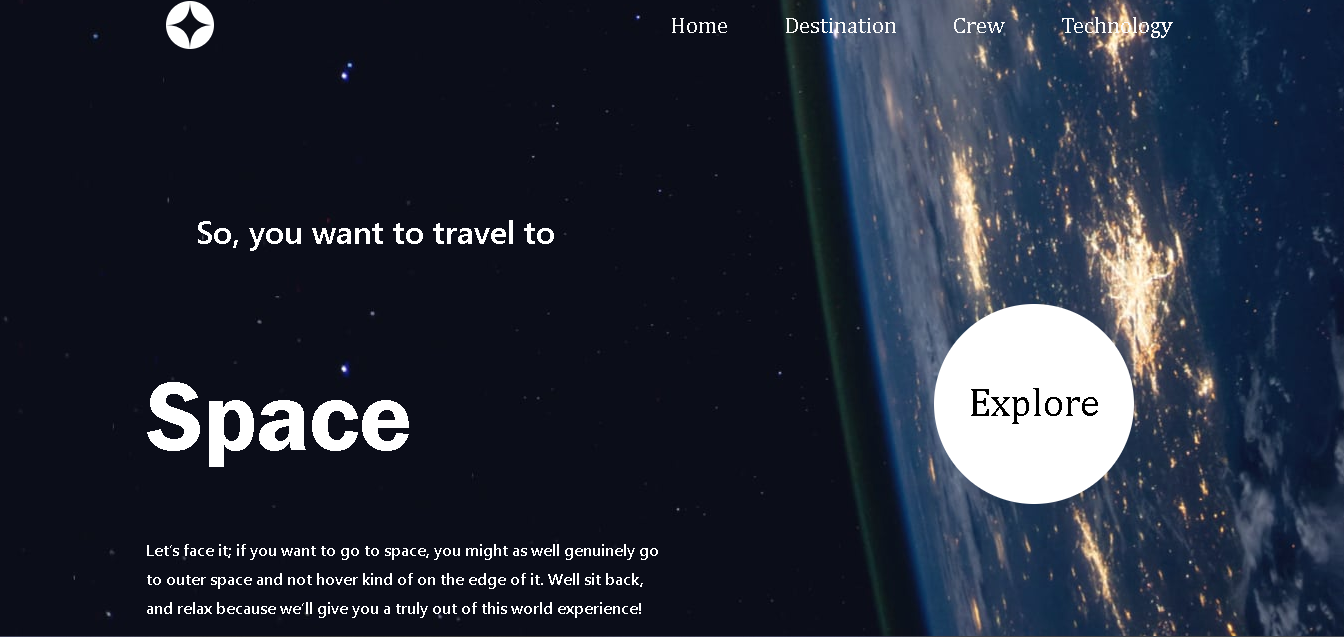 Home Destination Crew Technology
So, you want to travel to
Space
Explore
Let's face it; if you want to go to space, you might as well genuinely go
to outer space and not hover kind of on the edge of it. Well sit back,
and relax because we'll give you a truly out of this world experience!